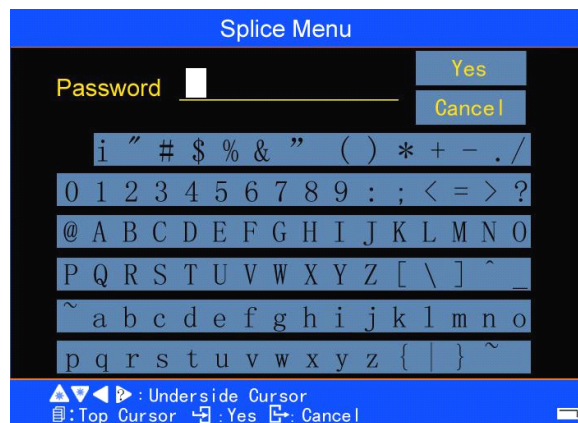 Splice Menu
Password
Yes
Cancel
i ″ # $ % & ” ( ) * + - . /
0 1 2 3 4 5 6 7 8 9 : ; < = > ?
@ A B C D E F G H I J K L M N O
P Q R S T U V W X Y Z [ \ ] ^ _
~ a b c d e f g h i j k l m n o
p q r s t u v w x y z { | } ~
: Underside Cursor
: Top Cursor : Yes : Cancel